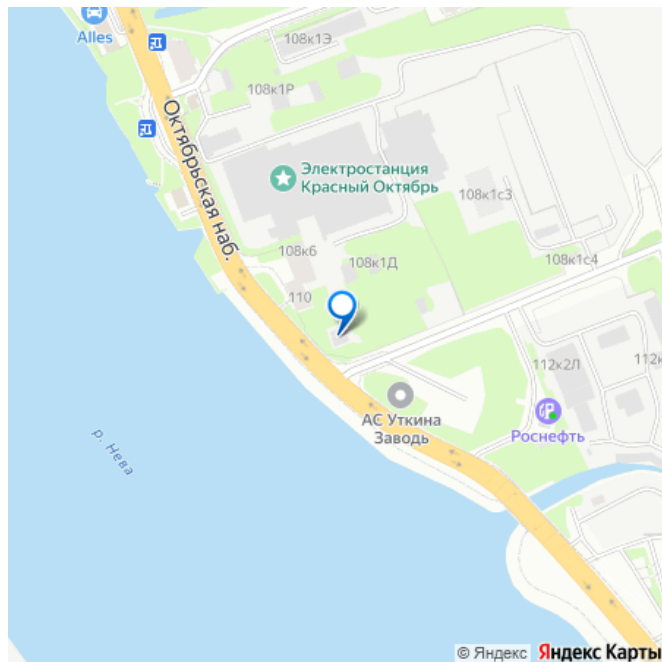 Alles
108к1Э
108к1Р
Октябрьская наб.
Электростанция
Красный Октябрь
108к1с3
108к6
108к1Д
108к1с4
110
112к2Л
АС Уткина
Заводь
Роснефть
р. Нева
© Яндекс Яндекс Карты